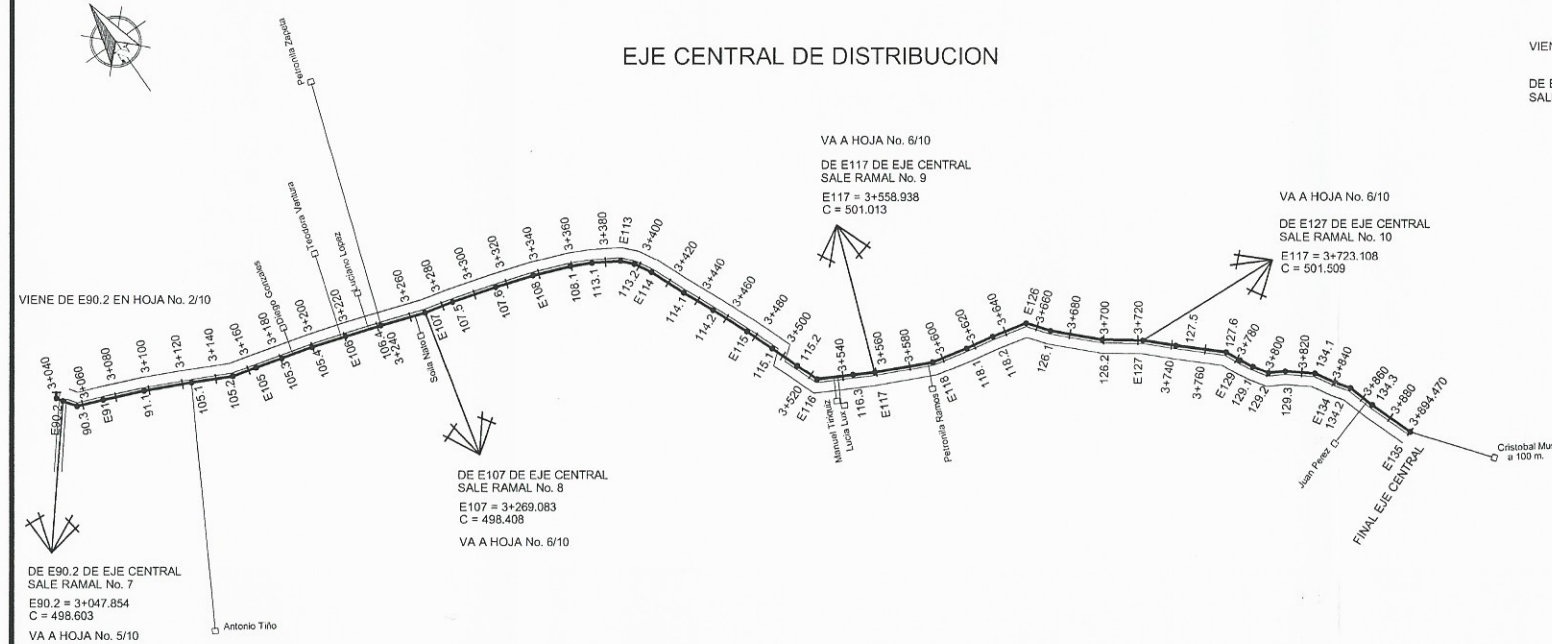 EJE CENTRAL DE DISTRIBUCION
VIENE DE E90.2 EN HOJA No. 2/10
DE E90.2 DE EJE CENTRAL
SALE RAMAL No. 7
E90.2 = 3+047.854
C = 498.603
VA A HOJA No. 5/10
Antonio Tiño
Petronila Zapeta
Teodora Ventura
Luciano Lopez
Diego Gonzales
DE E107 DE EJE CENTRAL
SALE RAMAL No. 8
E107 = 3+269.083
C = 498.408
VA A HOJA No. 6/10
VA A HOJA No. 6/10
DE E117 DE EJE CENTRAL
SALE RAMAL No. 9
E117 = 3+558.938
C = 501.013
VA A HOJA No. 6/10
DE E127 DE EJE CENTRAL
SALE RAMAL No. 10
E117 = 3+723.108
C = 501.509
3+040
3+060
3+080
3+100
3+120
3+140
3+160
3+180
3+200
3+220
3+240
3+260
3+280
3+300
3+320
3+340
3+360
3+380
E113
3+400
3+420
3+440
3+460
3+480
3+500
115.2
3+540
3+560
3+580
3+600
3+620
3+640
E126
3+660
3+680
3+700
3+720
127.5
127.6
3+780
3+800
3+820
134.1
3+840
3+860
134.3
3+880
3+894.470
E90.2
90.3
E91
91.1
105.1
105.2
E105
105.3
105.4
E106
106.4
E107
107.5
107.6
E108
108.1
113.1
113.2
E114
114.1
114.2
E115
115.1
3+520
E116
Manuel
Lucia Lux
116.3
E117
Petronila Ramos
E118
118.1
118.2
126.1
126.2
E127
3+740
3+760
E129
129.1
129.2
129.3
E134
134.2
Juan Perez
E135
FINAL EJE CENTRAL
Cristobal
a 100 m.